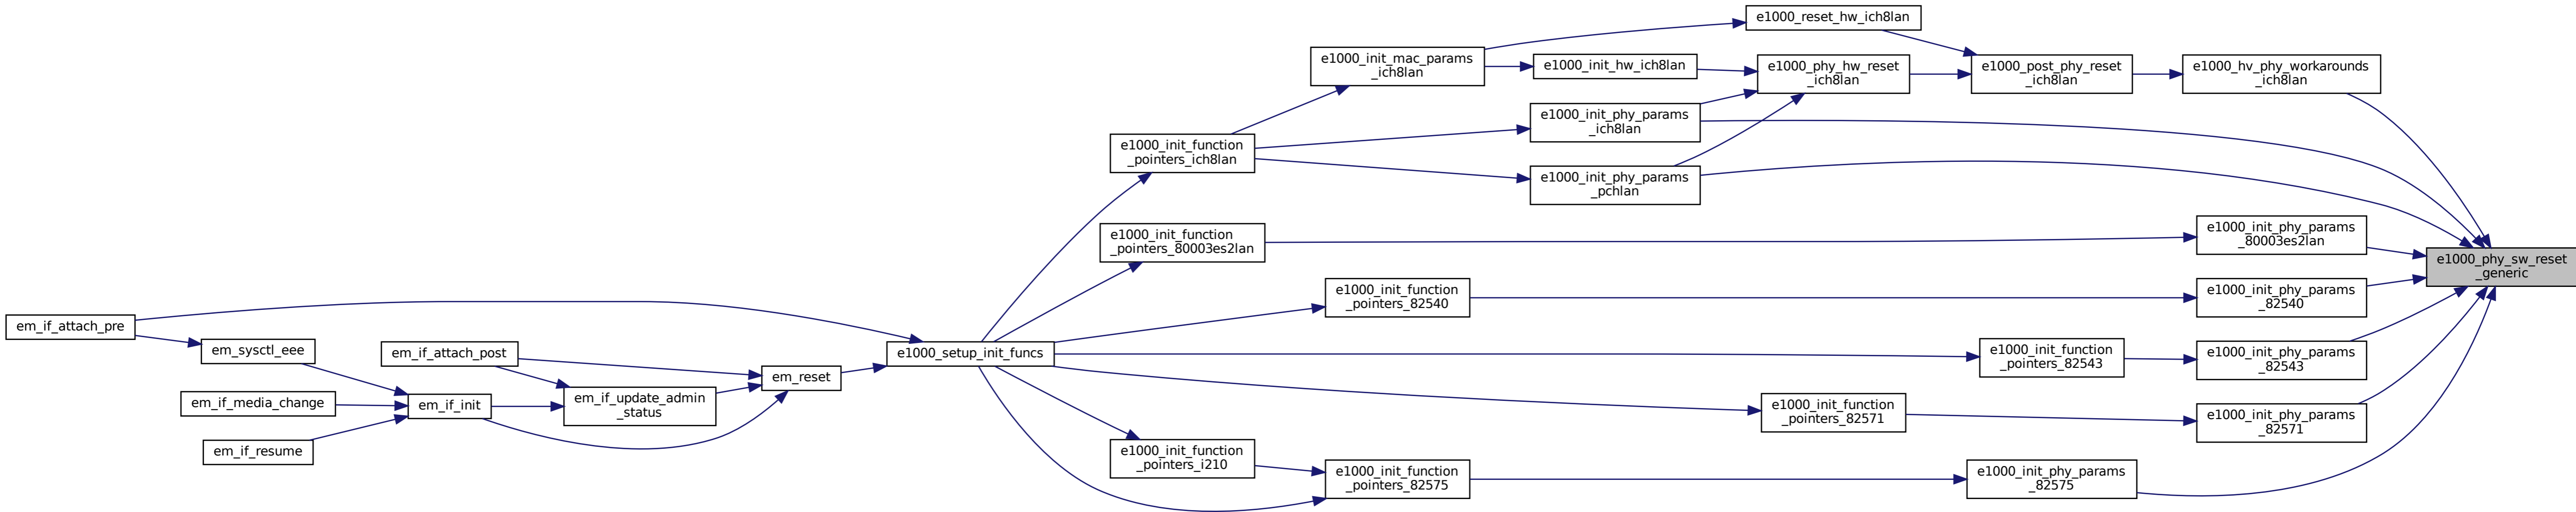 e1000_reset_hw_ich8lan
e1000_init_mac_params
_ich8lan
e1000_init_hw_ich8lan
e1000_phy_hw_reset
_ich8lan
e1000_post_phy_reset
_ich8lan
e1000_hv_phy_workarounds
_ich8lan
e1000_init_phy_params
_ich8lan
e1000_init_function
_pointers_ich8lan
e1000_init_phy_params
_pchlan
e1000_init_function
_pointers_80003es2lan
e1000_init_phy_params
_80003es2lan
e1000_phy_sw_reset
_generic
e1000_init_function
_pointers_82540
e1000_init_phy_params
_82540
em_if_attach_pre
em_sysctl_eee
em_if_attach_post
e1000_setup_init_funcs
e1000_init_function
_pointers_82543
e1000_init_phy_params
_82543
em_reset
em_if_media_change
em_if_init
em_if_update_admin
_status
e1000_init_function
_pointers_82571
e1000_init_phy_params
_82571
em_if_resume
e1000_init_function
_pointers_i210
e1000_init_function
_pointers_82575
e1000_init_phy_params
_82575